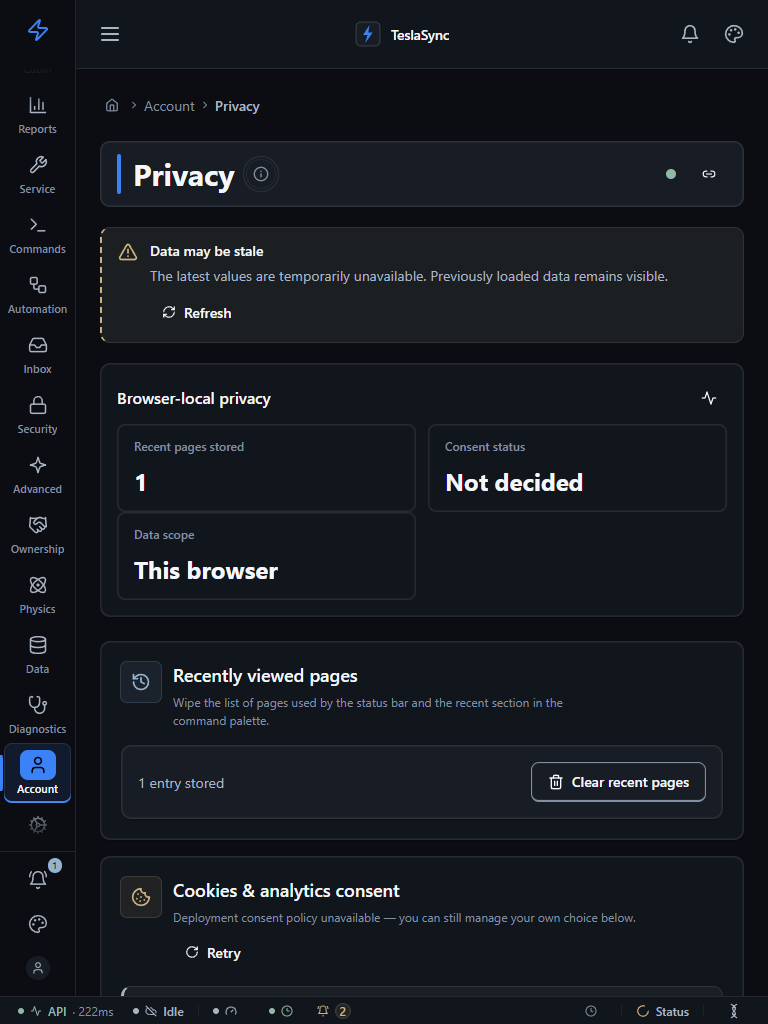 TeslaSync
Reports
Service
Commands
Automation
Inbox
Security
Advanced
Ownership
Physics
Data
Diagnostics
Account
1
Account
Privacy
Privacy
Data may be stale
The latest values are temporarily unavailable. Previously loaded data remains visible.
Refresh
Browser-local privacy
Recent pages stored
1
Consent status
Not decided
Data scope
This browser
Recently viewed pages
Wipe the list of pages used by the status bar and the recent section in the
command palette.
1 entry stored
Clear recent pages
Cookies & analytics consent
Deployment consent policy unavailable — you can still manage your own choice below.
Retry
API · 222ms
Idle
2
Status